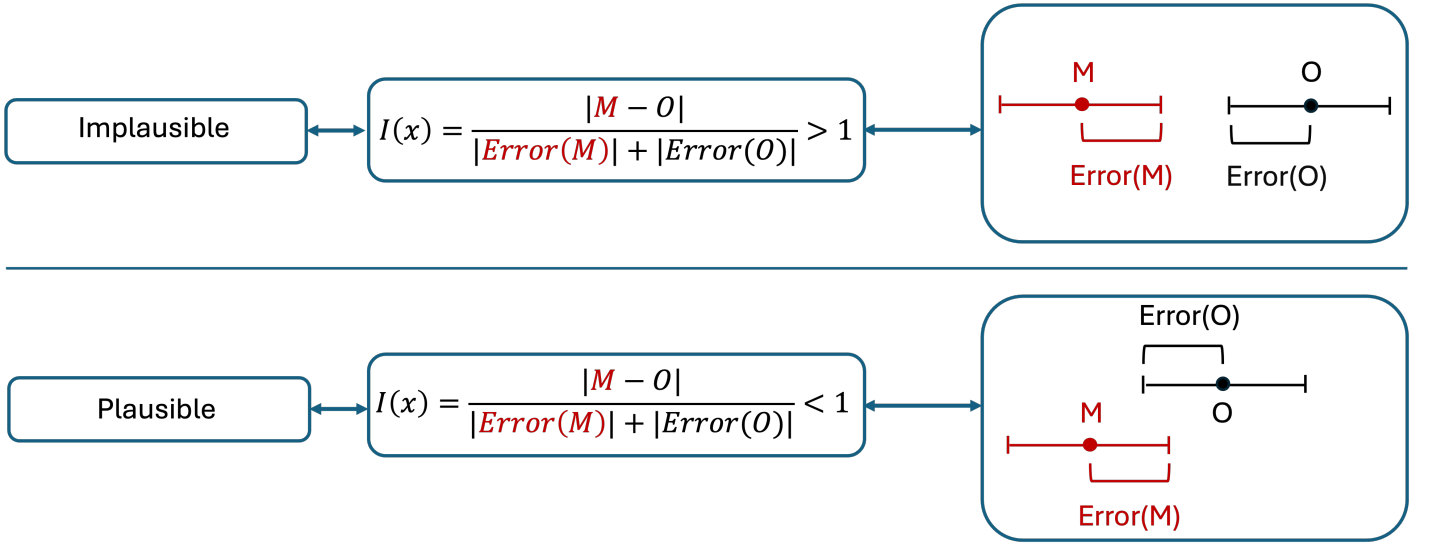 Implausible
I(x) = |M − O| / |Error(M)| + |Error(O)| > 1
M
O
Error(M)
Error(O)
Plausible
I(x) = |M − O| / |Error(M)| + |Error(O)| < 1
Error(O)
O
M
Error(M)